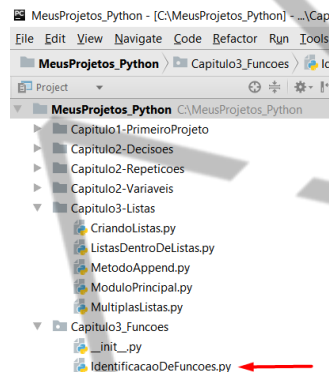 MeusProjetos_Python - [C:\MeusProjetos_Python] - ...\Cap
File Edit View Navigate Code Refactor Run Tools
MeusProjetos_Python Capitulo3_Funcoes
Project
MeusProjetos_Python C:\MeusProjetos_Python
Capitulo1-PrimeiroProjeto
Capitulo2-Decisoes
Capitulo2-Repeticoes
Capitulo2-Variaveis
Capitulo3-Listas
CriandoListas.py
ListasDentroDeListas.py
MetodoAppend.py
ModuloPrincipal.py
MultiplasListas.py
Capitulo3_Funcoes
__init__.py
IdentificacaoDeFuncoes.py